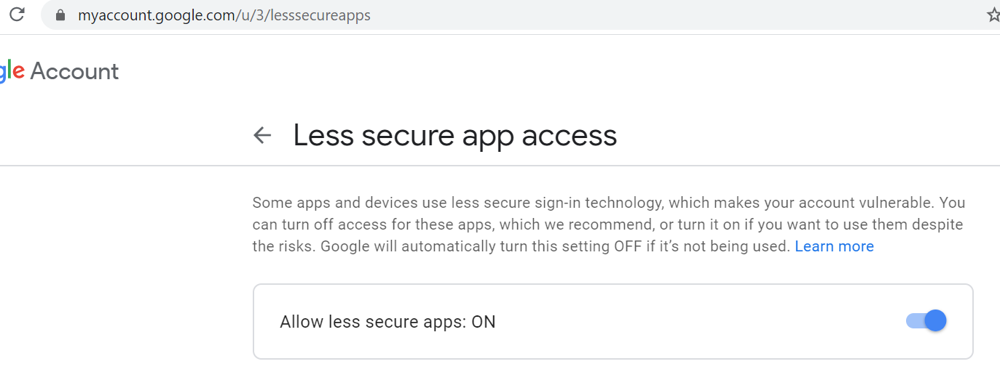 myaccount.google.com/u/3/lesssecureapps
gle Account
Less secure app access
Some apps and devices use less secure sign-in technology, which makes your account vulnerable. You
can turn off access for these apps, which we recommend, or turn it on if you want to use them despite
the risks. Google will automatically turn this setting OFF if it’s not being used. Learn more
Allow less secure apps: ON